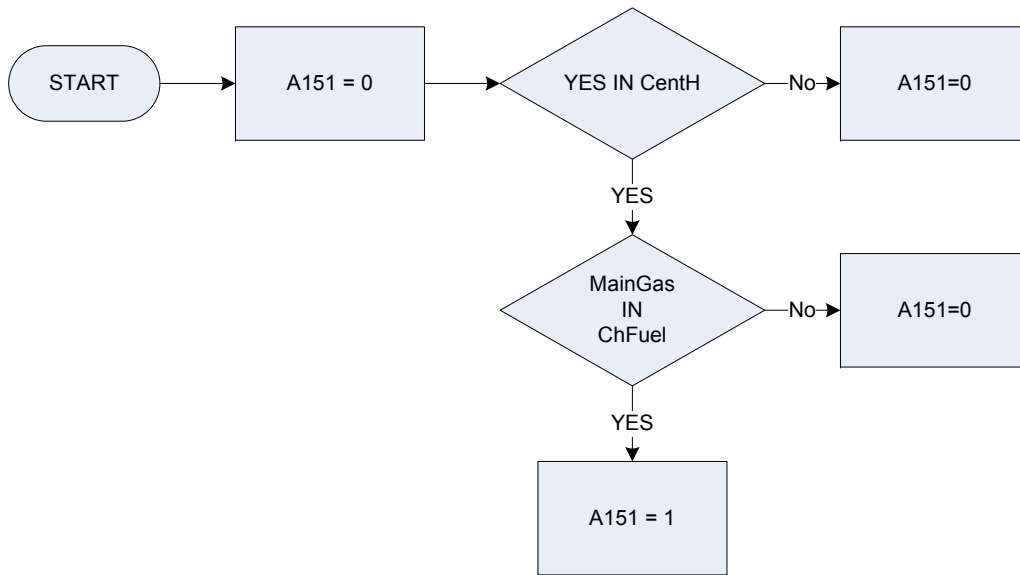 START
A151 = 0
YES IN CentH
No
A151=0
YES
MainGas
IN
ChFuel
No
A151=0
YES
A151 = 1